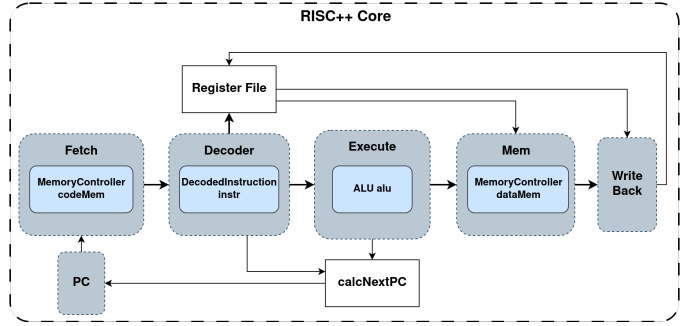 RISC++ Core
Register File
Fetch
MemoryController
codeMem
Decoder
DecodedInstruction
instr
Execute
ALU alu
Mem
MemoryController
dataMem
Write
Back
PC
calcNextPC